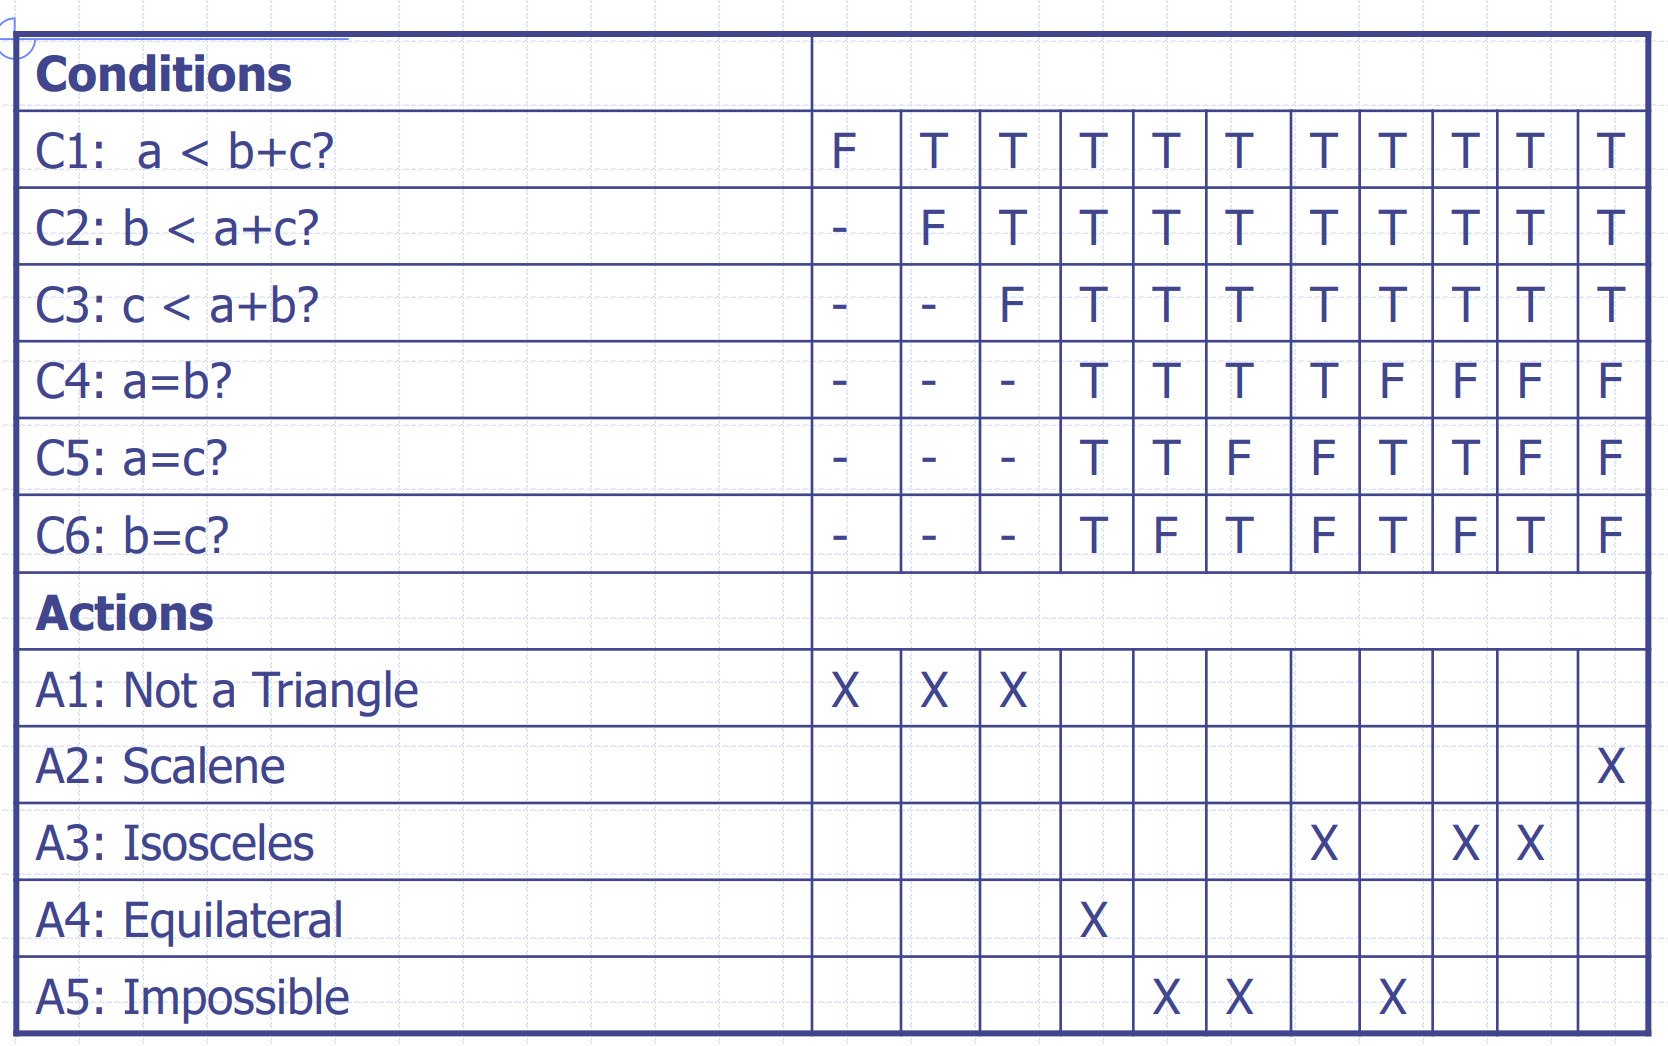 Conditions
C1: a < b+c? F T T T T T T T T T T
C2: b < a+c? - F T T T T T T T T T
C3: c < a+b? - - F T T T T T T T T
C4: a=b? - - - T T T T F F F F
C5: a=c? - - - T T F F T T F F
C6: b=c? - - - T F T F T F T F
Actions
A1: Not a Triangle X X X
A2: Scalene X
A3: Isosceles X X X
A4: Equilateral X
A5: Impossible X X X